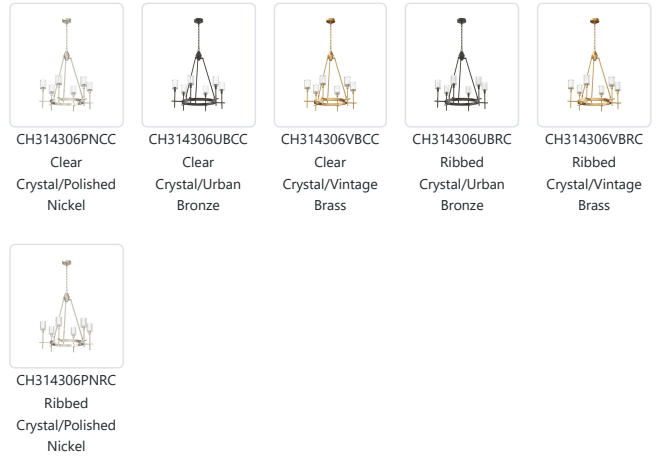 CH314306PNCC
Clear
Crystal/Polished
Nickel
CH314306UBCC
Clear
Crystal/Urban
Bronze
CH314306VBCC
Clear
Crystal/Vintage
Brass
CH314306UBRC
Ribbed
Crystal/Urban
Bronze
CH314306VBRC
Ribbed
Crystal/Vintage
Brass
CH314306PNRC
Ribbed
Crystal/Polished
Nickel